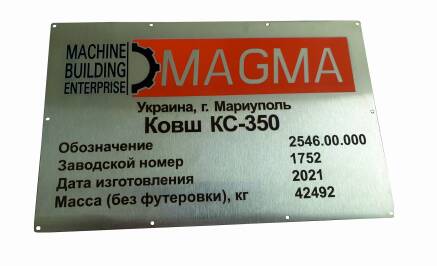 MACHINE
BUILDING
ENTERPRISE
MAGMA
Украина, г. Мариуполь
Ковш КС-350
Обозначение 2546.00.000
Заводской номер 1752
Дата изготовления 2021
Масса (без футеровки), кг 42492